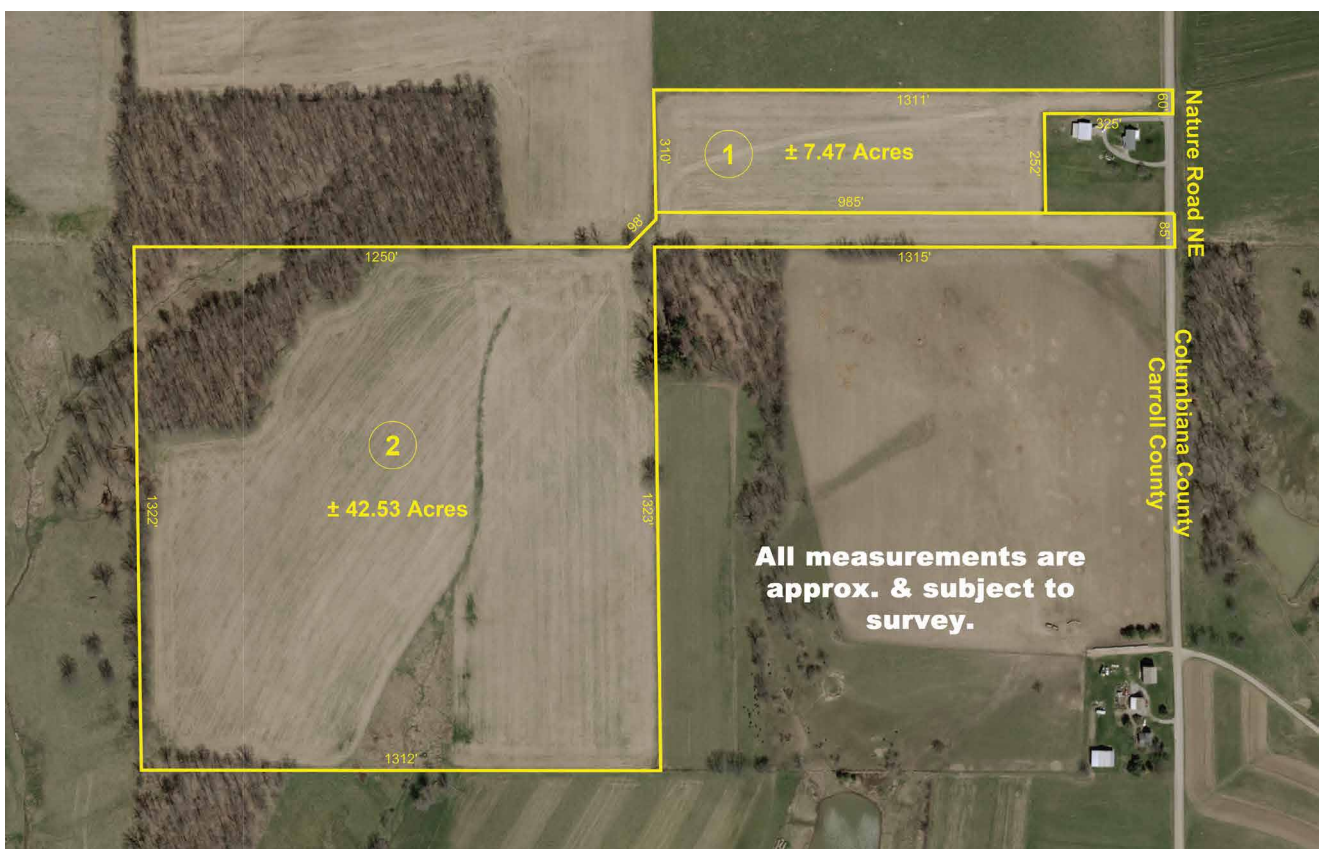 1311'
60'
Nature Road NE
325'
310'
1
± 7.47 Acres
252'
985'
98'
85'
1250'
1315'
Columbiana County
Carroll County
2
± 42.53 Acres
1322'
1323'
All measurements are
approx. & subject to
survey.
1312'